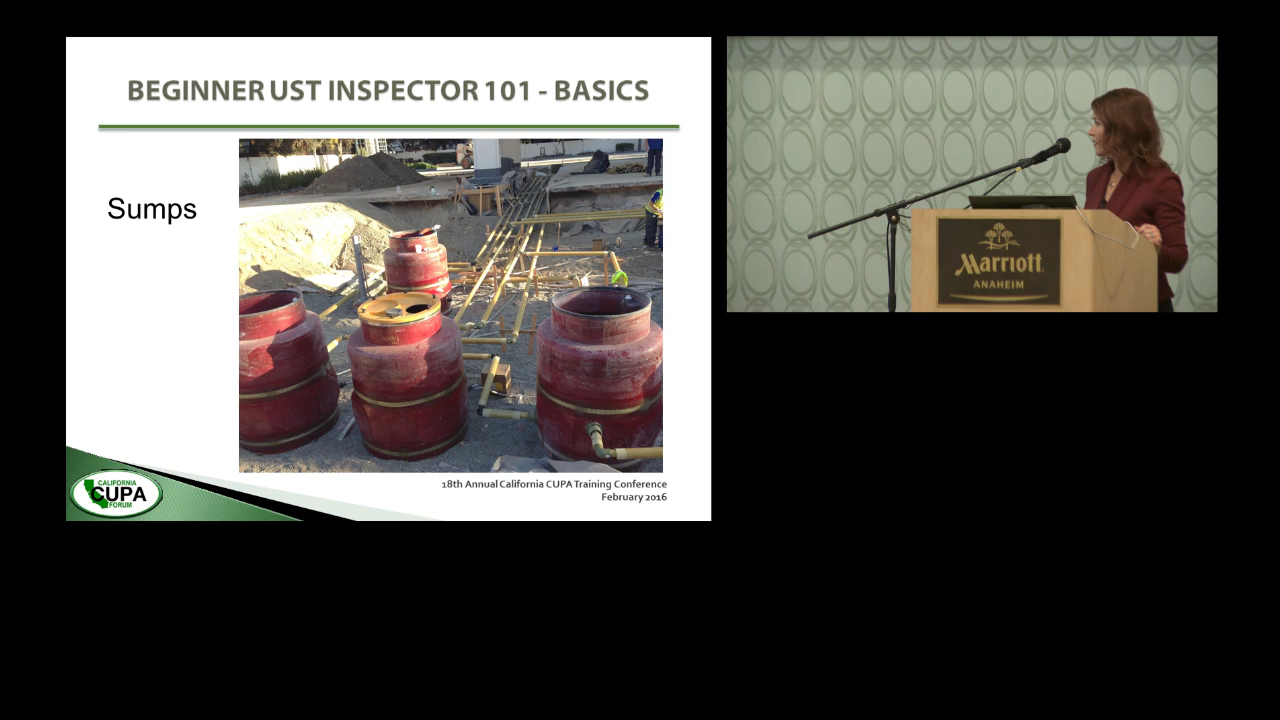 BEGINNER UST INSPECTOR 101 - BASICS
Sumps
CALIFORNIA
CUPA
FORUM
18th Annual California CUPA Training Conference
February 2016
Marriott
ANAHEIM